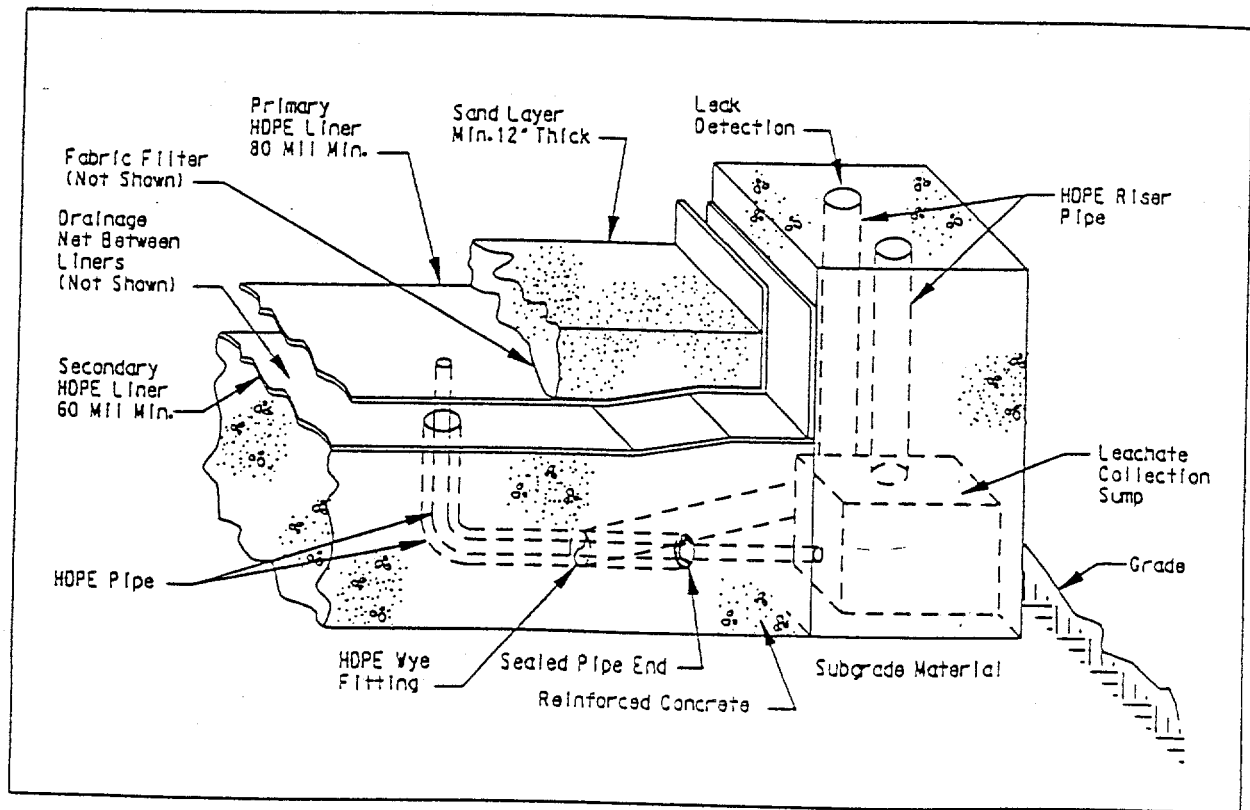 Primary
HDPE Liner
80 Mil Min.
Sand Layer
Min. 12" Thick
Leak
Detection
Fabric Filter
(Not Shown)
HDPE Riser
Pipe
Drainage
Net Between
Liners
(Not Shown)
Secondary
HDPE Liner
60 Mil Min.
Leachate
Collection
Sump
HDPE Pipe
Grade
HDPE Wye
Fitting
Sealed Pipe End
Subgrade Material
Reinforced Concrete